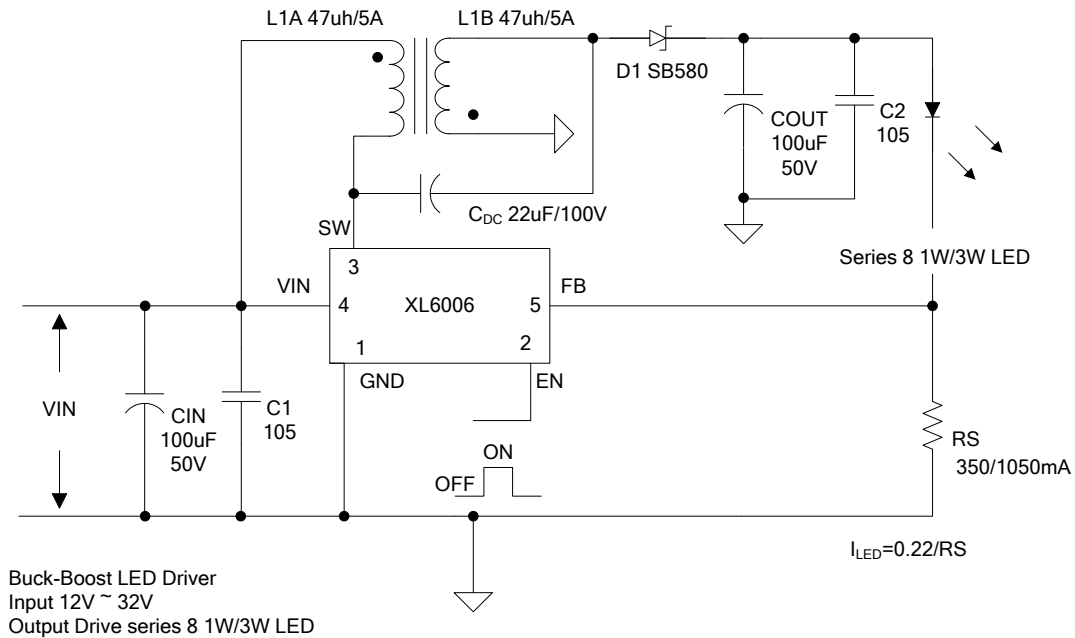 L1A 47uh/5A
L1B 47uh/5A
D1 SB580
COUT
100uF
50V
C2
105
C_DC 22uF/100V
SW
Series 8 1W/3W LED
VIN
FB
3
4
XL6006
5
1
2
GND
EN
VIN
CIN
100uF
50V
C1
105
RS
350/1050mA
ON
OFF
I_LED=0.22/RS
Buck-Boost LED Driver
Input 12V ~ 32V
Output Drive series 8 1W/3W LED